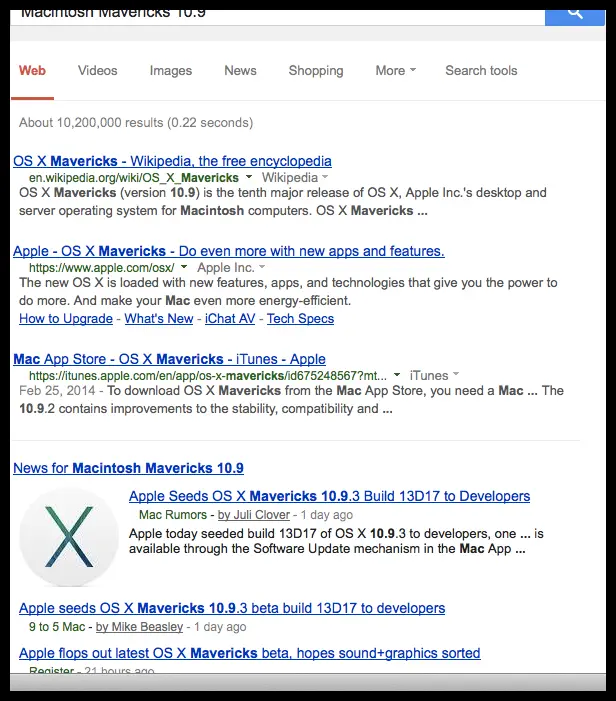 Macintosh Mavericks 10.9
Web Videos Images News Shopping More Search tools
About 10,200,000 results (0.22 seconds)
OS X Mavericks - Wikipedia, the free encyclopedia
en.wikipedia.org/wiki/OS_X_Mavericks Wikipedia
OS X Mavericks (version 10.9) is the tenth major release of OS X, Apple Inc.'s desktop and
server operating system for Macintosh computers. OS X Mavericks ...
Apple - OS X Mavericks - Do even more with new apps and features.
https://www.apple.com/osx/ Apple Inc.
The new OS X is loaded with new features, apps, and technologies that give you the power to
do more. And make your Mac even more energy-efficient.
How to Upgrade - What's New - iChat AV - Tech Specs
Mac App Store - OS X Mavericks - iTunes - Apple
https://itunes.apple.com/en/app/os-x-mavericks/id675248567?mt... iTunes
Feb 25, 2014 - To download OS X Mavericks from the Mac App Store, you need a Mac ... The
10.9.2 contains improvements to the stability, compatibility and ...
News for Macintosh Mavericks 10.9
Apple Seeds OS X Mavericks 10.9.3 Build 13D17 to Developers
Mac Rumors - by Juli Clover - 1 day ago
Apple today seeded build 13D17 of OS X 10.9.3 to developers, one ... is
available through the Software Update mechanism in the Mac App ...
Apple seeds OS X Mavericks 10.9.3 beta build 13D17 to developers
9 to 5 Mac - by Mike Beasley - 1 day ago
Apple flops out latest OS X Mavericks beta, hopes sound+graphics sorted
Register - 21 hours ago